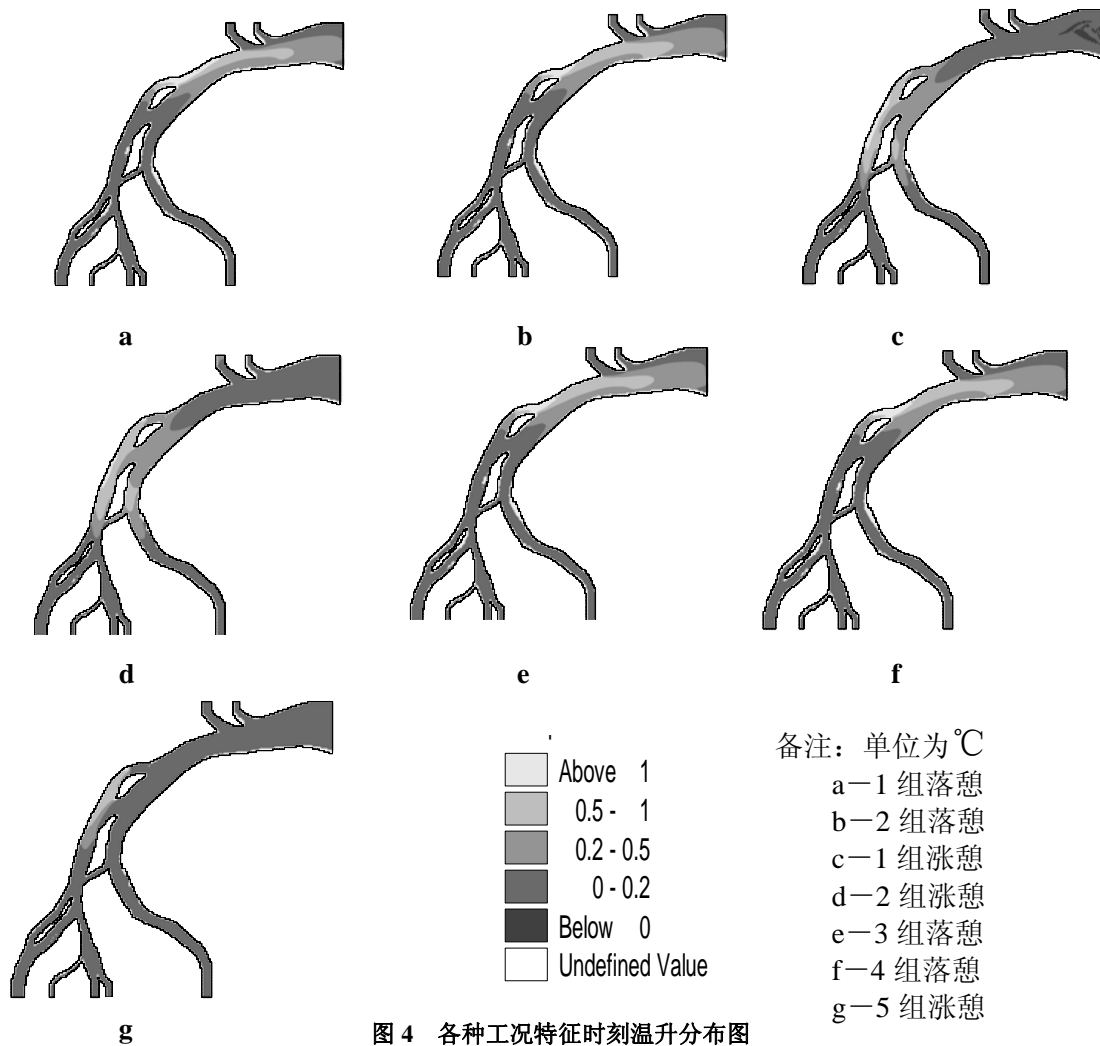 a
b
c
d
e
f
g
Above 1
0.5 - 1
0.2 - 0.5
0 - 0.2
Below 0
Undefined Value
备注：单位为℃
a－1 组落憩
b－2 组落憩
c－1 组涨憩
d－2 组涨憩
e－3 组落憩
f－4 组落憩
g－5 组涨憩
图 4 各种工况特征时刻温升分布图